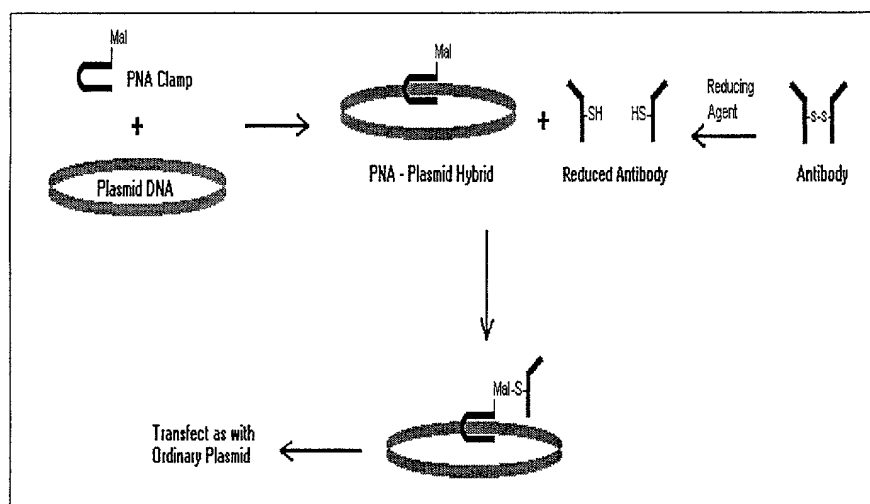 Mal
PNA Clamp
+
Plasmid DNA
Mal
PNA - Plasmid Hybrid
+
-SH
HS-
Reduced Antibody
Reducing
Agent
-s-s-
Antibody
Mal-S-
Transfect as with
Ordinary Plasmid